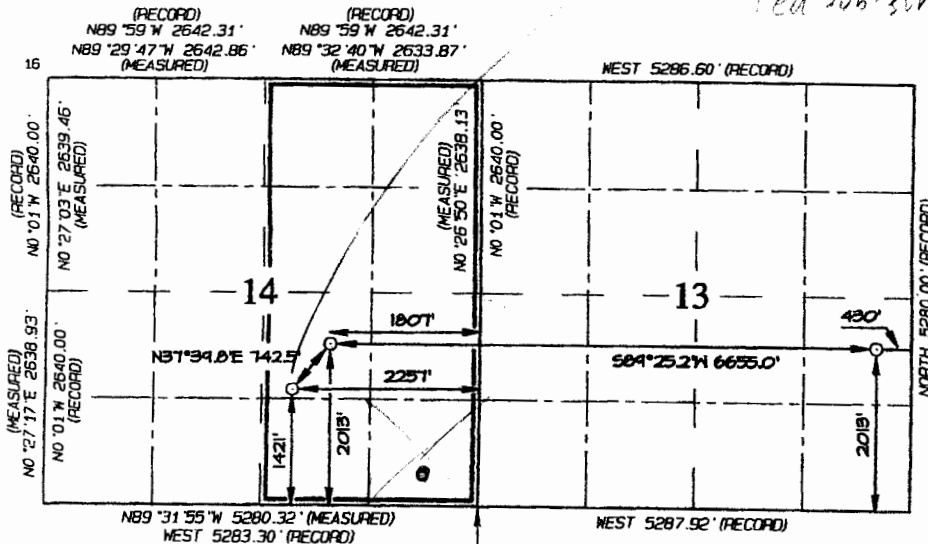 (RECORD)
N89°59'W 2642.31'
N89°29'47"W 2642.86'
(MEASURED)
(RECORD)
N89°59'W 2642.31'
N89°32'40"W 2633.87'
(MEASURED)
16
WEST 5286.60' (RECORD)
(RECORD)
N0°01'W 2640.00'
N0°27'03"E 2639.46'
(MEASURED)
(MEASURED)
N0°26'50"E 2638.13'
N0°01'W 2640.00'
(RECORD)
14
13
1807'
430'
N37°39.8'E 742.5'
S89°25.2'W 6655.0'
2257'
1421'
2013'
2013'
(MEASURED)
N0°27'17"E 2638.93'
N0°01'W 2640.00'
(RECORD)
NORTH 5280.00' (RECORD)
N89°31'55"W 5280.32' (MEASURED)
WEST 5283.30' (RECORD)
WEST 5287.92' (RECORD)